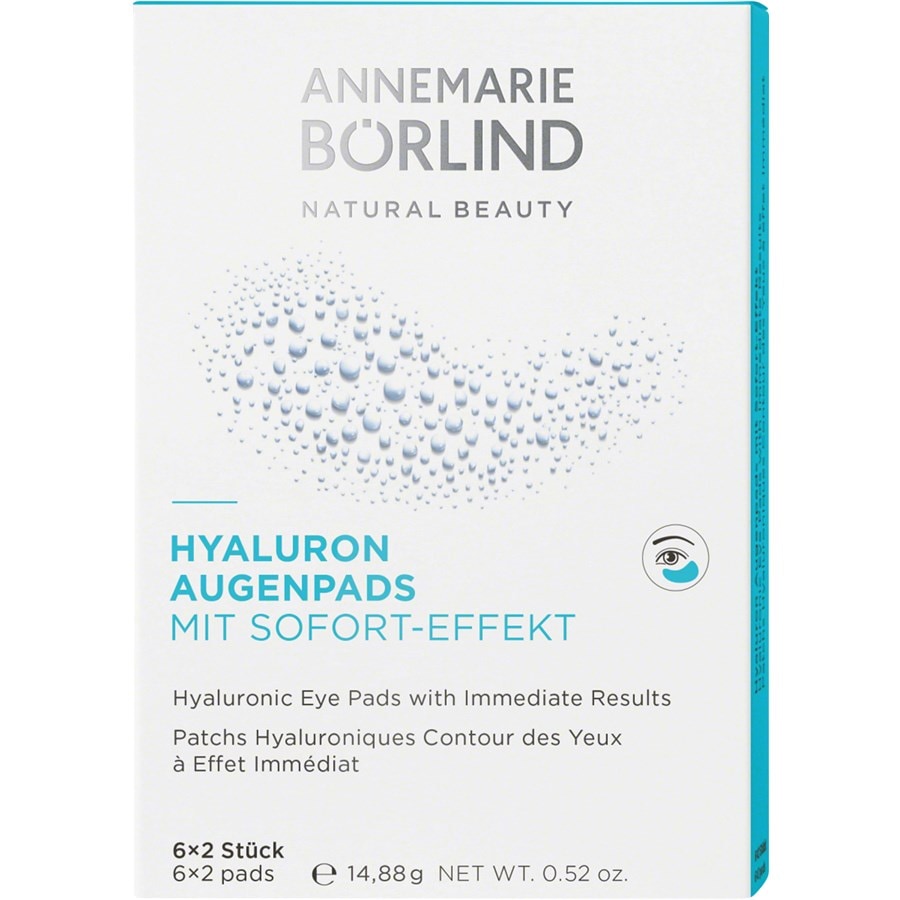 ANNEMARIE
BÖRLIND
NATURAL BEAUTY
HYALURON
AUGENPADS
MIT SOFORT-EFFEKT
Hyaluronic Eye Pads with Immediate Results
Patchs Hyaluroniques Contour des Yeux
à Effet Immédiat
6×2 Stück
6×2 pads ℮ 14,88g NET WT. 0.52 oz.